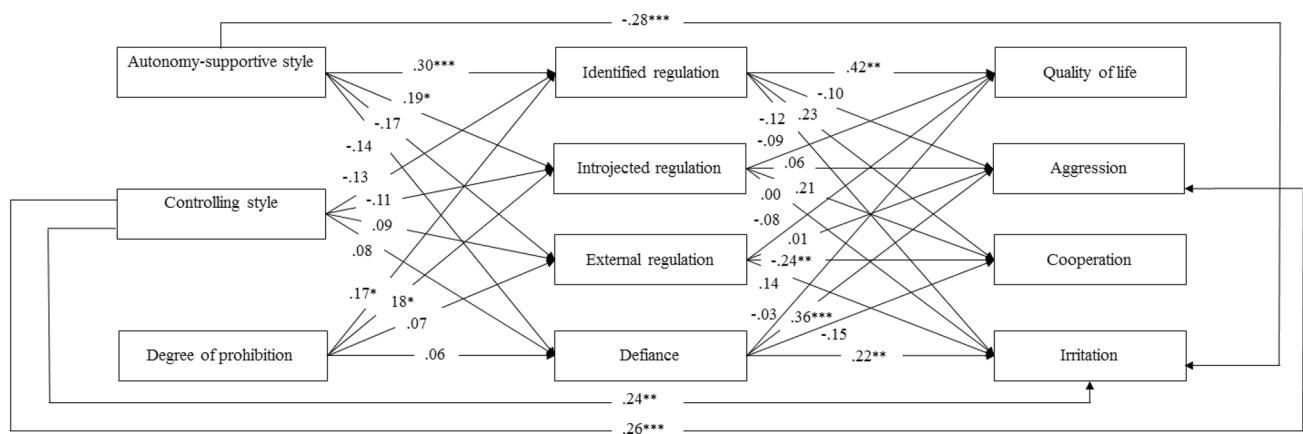 -.28***
Autonomy-supportive style
Identified regulation
Quality of life
.30***
.42**
.19*
-.10
-.17
-.12
.23
-.14
-.09
Introjected regulation
Aggression
.06
-.13
Controlling style
-.11
.00
.21
.09
-.08
.01
.08
External regulation
Cooperation
-.24**
.14
.17*
18*
.07
-.03
.36***
-.15
Degree of prohibition
.06
Defiance
.22**
Irritation
.24**
.26***